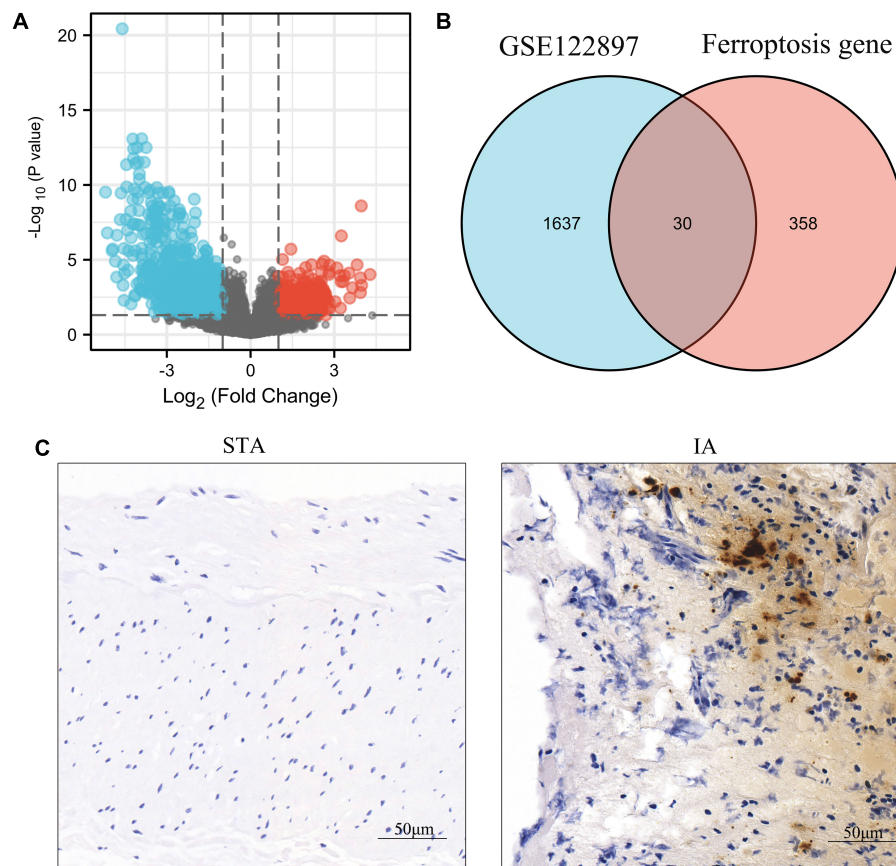 A
20
15
10
5
0
-Log 10 (P value)
-3 0 3
Log2 (Fold Change)
B
GSE122897 Ferroptosis gene
1637 30 358
C
STA IA
50μm 50μm